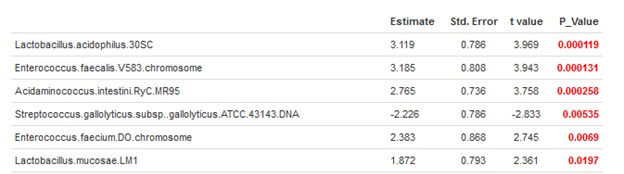 Estimate Std. Error t value P_Value
Lactobacillus.acidophilus.30SC 3.119 0.786 3.969 0.000119
Enterococcus.faecalis.V583.chromosome 3.185 0.808 3.943 0.000131
Acidaminococcus.intestini.RyC.MR95 2.765 0.736 3.758 0.000258
Streptococcus.gallolyticus.subsp..gallolyticus.ATCC.43143.DNA -2.226 0.786 -2.833 0.00535
Enterococcus.faecium.DO.chromosome 2.383 0.868 2.745 0.0069
Lactobacillus.mucosae.LM1 1.872 0.793 2.361 0.0197